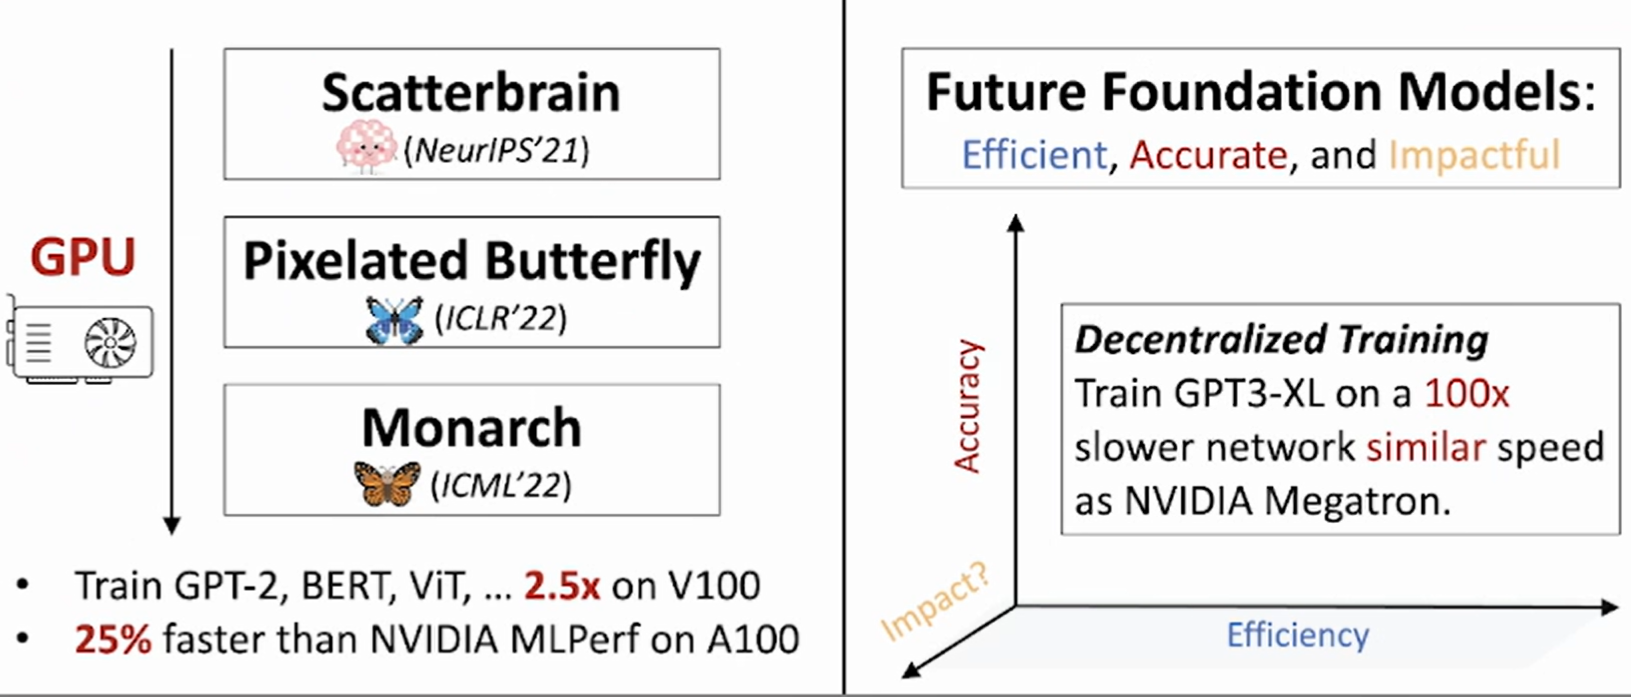 GPU
Scatterbrain
(NeurIPS'21)
Pixelated Butterfly
(ICLR'22)
Monarch
(ICML'22)
• Train GPT-2, BERT, ViT, ... 2.5x on V100
• 25% faster than NVIDIA MLPerf on A100
Future Foundation Models:
Efficient, Accurate, and Impactful
Accuracy
Decentralized Training
Train GPT3-XL on a 100x
slower network similar speed
as NVIDIA Megatron.
Impact?
Efficiency